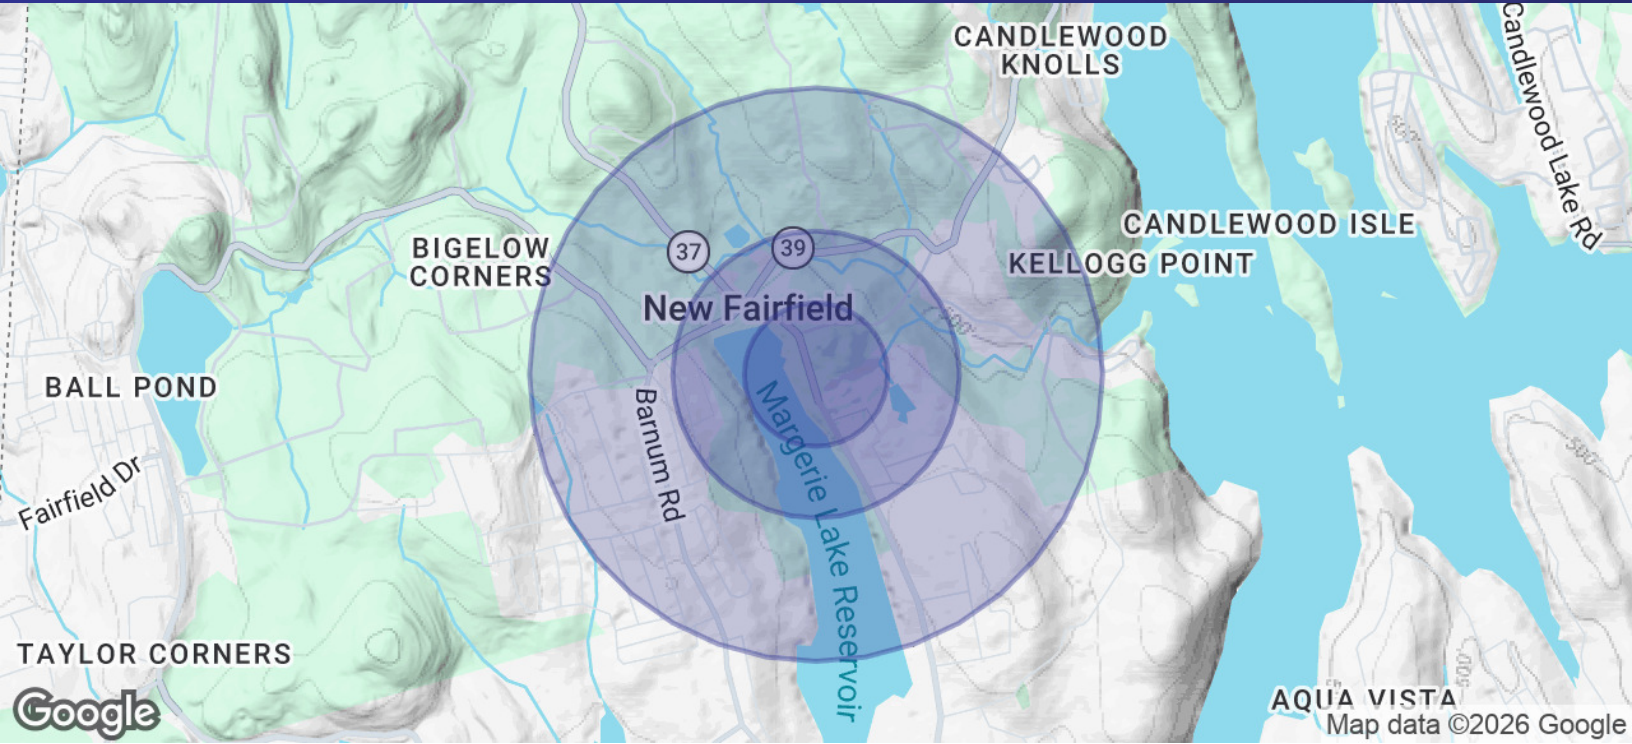 CANDLEWOOD
KNOLLS
Candlewood Lake Rd
500'
CANDLEWOOD ISLE
BIGELOW
CORNERS
37
39
KELLOGG POINT
New Fairfield
500'
BALL POND
Barnum Rd
Margerie Lake Reservoir
Fairfield Dr
500'
TAYLOR CORNERS
500'
AQUA VISTA
Google
Map data ©2026 Google